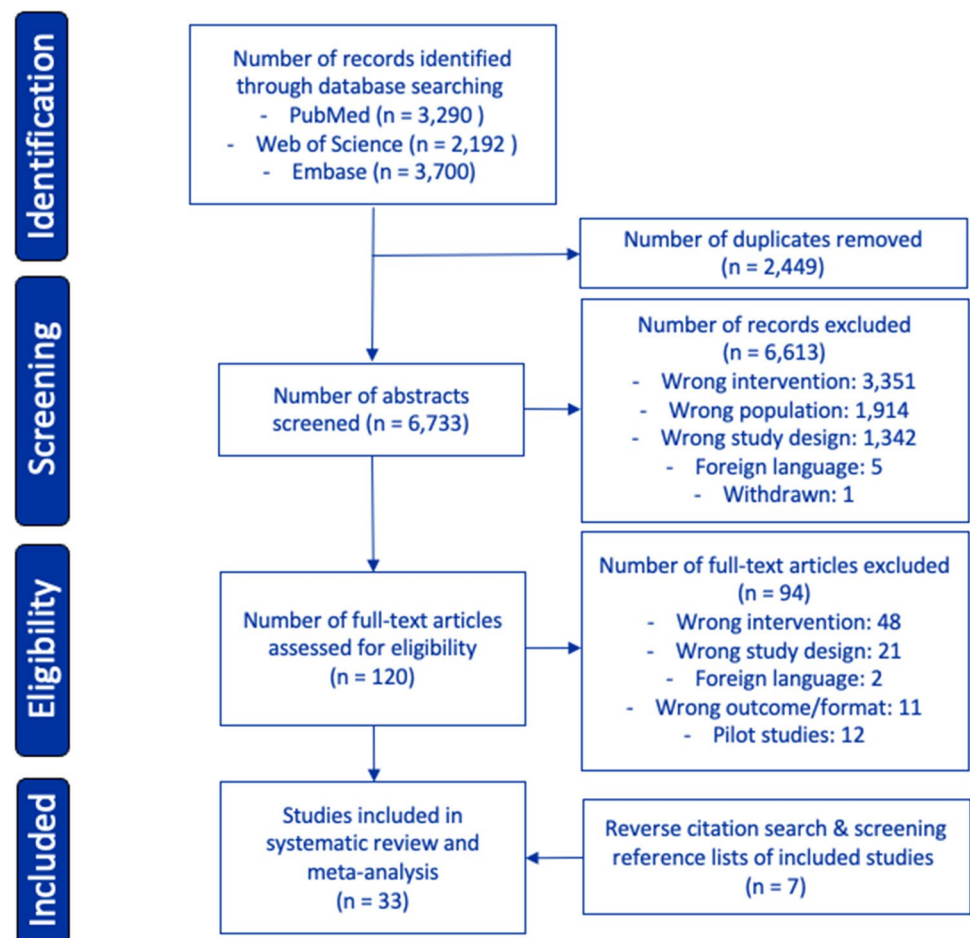 Identification
Number of records identified
through database searching
- PubMed (n = 3,290 )
- Web of Science (n = 2,192 )
- Embase (n = 3,700)
Number of duplicates removed
(n = 2,449)
Screening
Number of abstracts
screened (n = 6,733)
Number of records excluded
(n = 6,613)
- Wrong intervention: 3,351
- Wrong population: 1,914
- Wrong study design: 1,342
- Foreign language: 5
- Withdrawn: 1
Eligibility
Number of full-text articles
assessed for eligibility
(n = 120)
Number of full-text articles excluded
(n = 94)
- Wrong intervention: 48
- Wrong study design: 21
- Foreign language: 2
- Wrong outcome/format: 11
- Pilot studies: 12
Included
Studies included in
systematic review and
meta-analysis
(n = 33)
Reverse citation search & screening
reference lists of included studies
(n = 7)